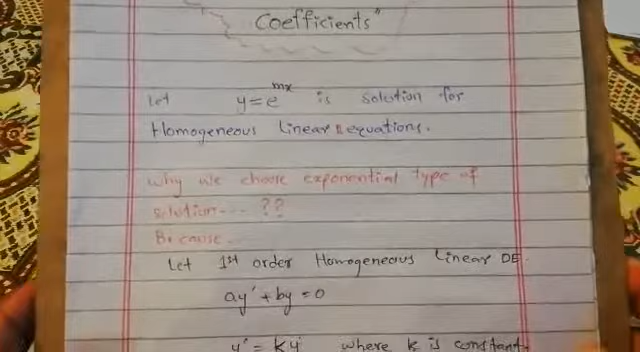 Coefficients"
Let y=e^mx is solution for
Homogeneous Linear equations.
Why we choose exponential type of
solution--- ??
Because.
Let 1st order Homogeneous Linear DE.
ay'+by=0
y' = Ky where k is constant.